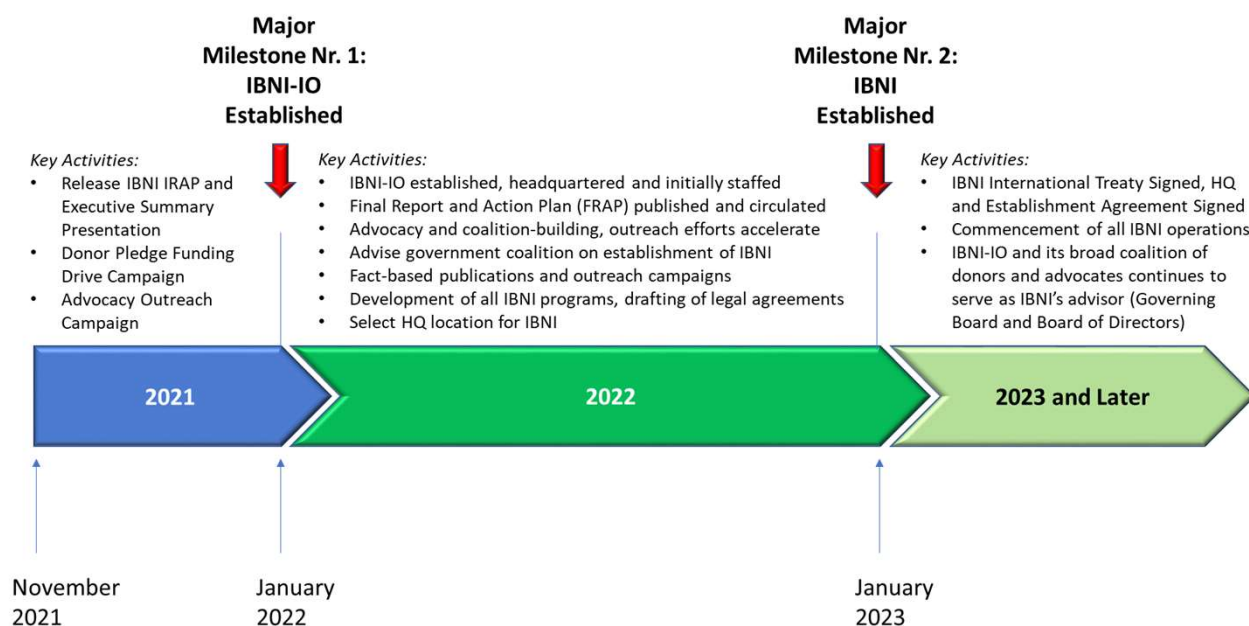 Major
Milestone Nr. 1:
IBNI-IO
Established
Major
Milestone Nr. 2:
IBNI
Established
Key Activities:
• Release IBNI IRAP and
Executive Summary
Presentation
• Donor Pledge Funding
Drive Campaign
• Advocacy Outreach
Campaign
Key Activities:
• IBNI-IO established, headquartered and initially staffed
• Final Report and Action Plan (FRAP) published and circulated
• Advocacy and coalition-building, outreach efforts accelerate
• Advise government coalition on establishment of IBNI
• Fact-based publications and outreach campaigns
• Development of all IBNI programs, drafting of legal agreements
• Select HQ location for IBNI
Key Activities:
• IBNI International Treaty Signed, HQ
and Establishment Agreement Signed
• Commencement of all IBNI operations
• IBNI-IO and its broad coalition of
donors and advocates continues to
serve as IBNI’s advisor (Governing
Board and Board of Directors)
2021
2022
2023 and Later
November
2021
January
2022
January
2023